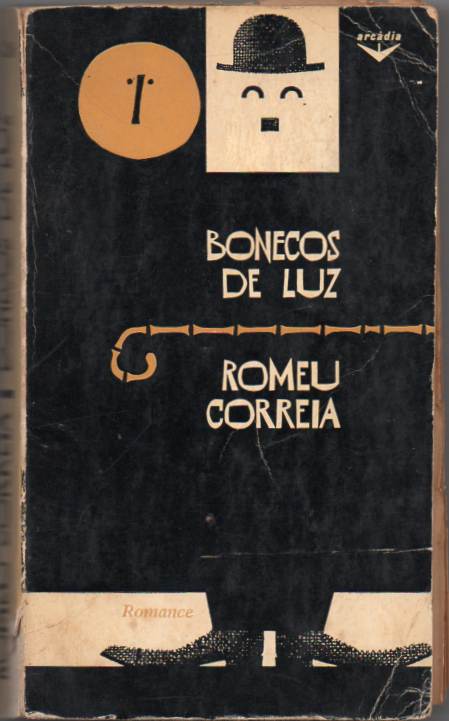 arcádia
BONECOS
DE LUZ
ROMEU
CORREIA
Romance